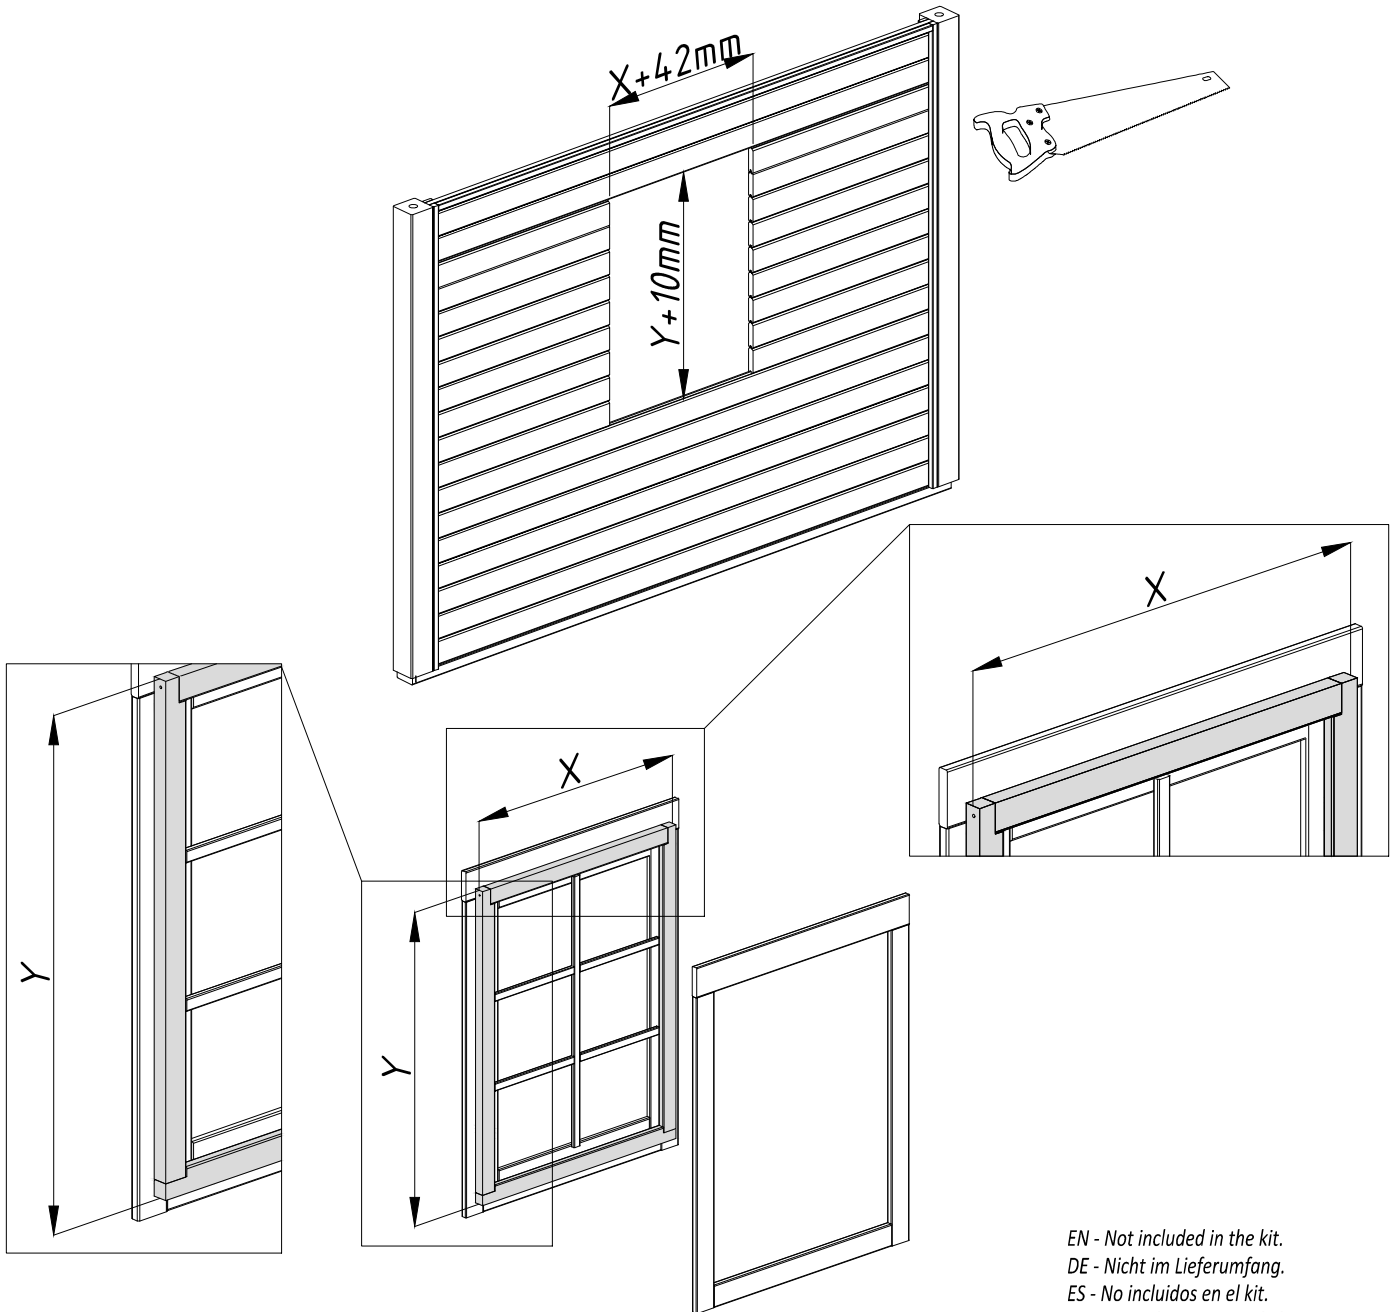 X+42mm
Y+10mm
X
X
Y
Y
EN - Not included in the kit.
DE - Nicht im Lieferumfang.
ES - No incluidos en el kit.